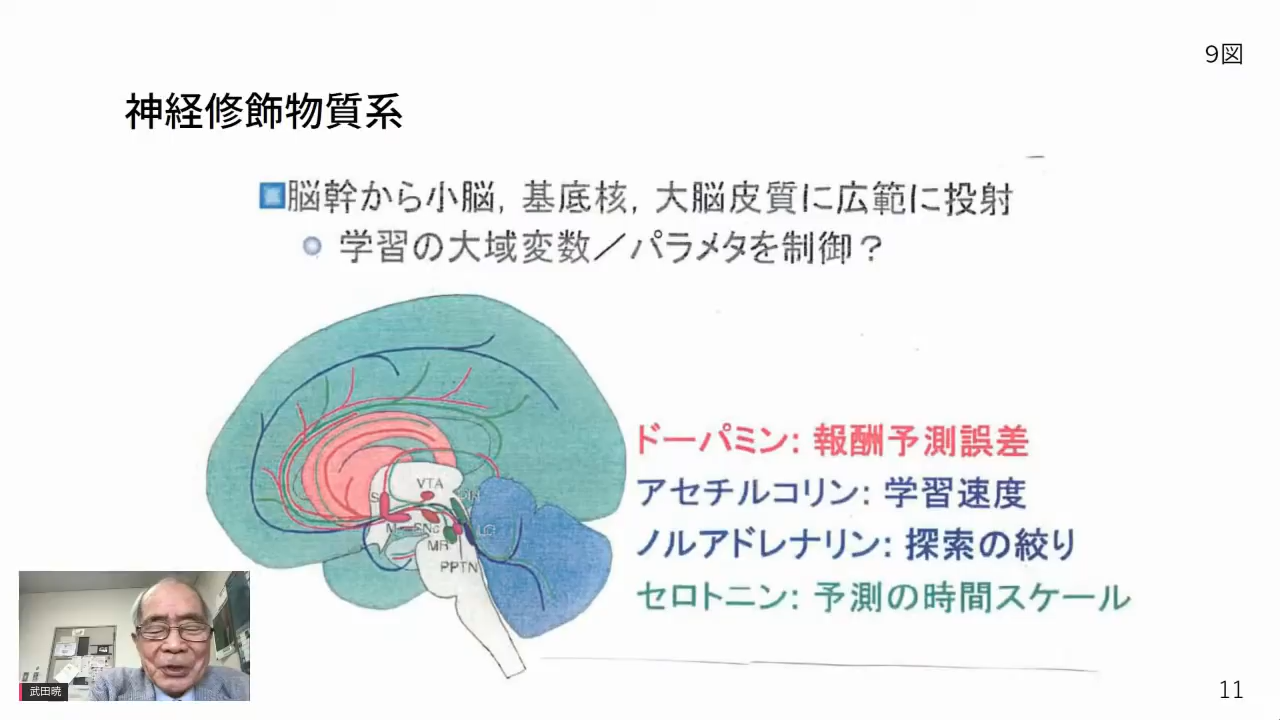 9図
神経修飾物質系
脳幹から小脳, 基底核, 大脳皮質に広範に投射
学習の大域変数／パラメタを制御？
ドーパミン: 報酬予測誤差
アセチルコリン: 学習速度
ノルアドレナリン: 探索の絞り
セロトニン: 予測の時間スケール
VTA
SNc
LC
MR
PPTN
武田暁
11